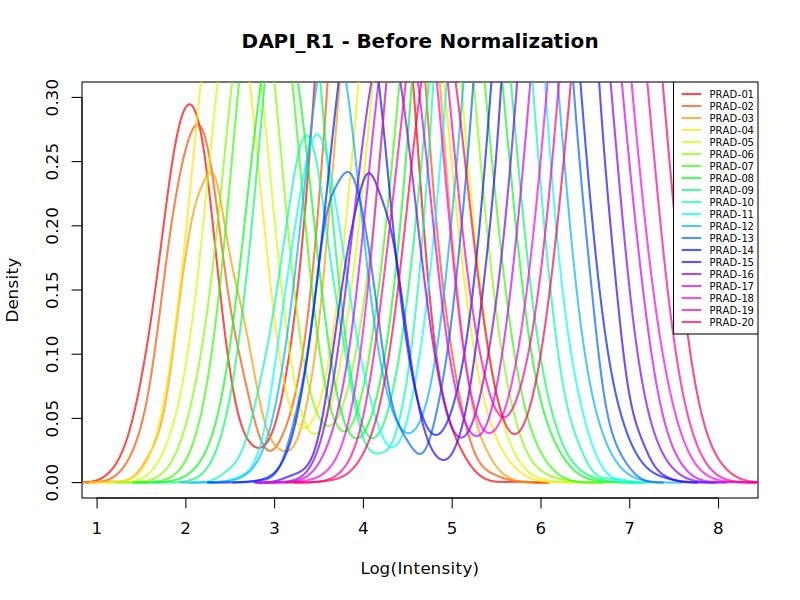 DAPI_R1 - Before Normalization
Density
0.30
0.25
0.20
0.15
0.10
0.05
0.00
PRAD-01
PRAD-02
PRAD-03
PRAD-04
PRAD-05
PRAD-06
PRAD-07
PRAD-08
PRAD-09
PRAD-10
PRAD-11
PRAD-12
PRAD-13
PRAD-14
PRAD-15
PRAD-16
PRAD-17
PRAD-18
PRAD-19
PRAD-20
1 2 3 4 5 6 7 8
Log(Intensity)